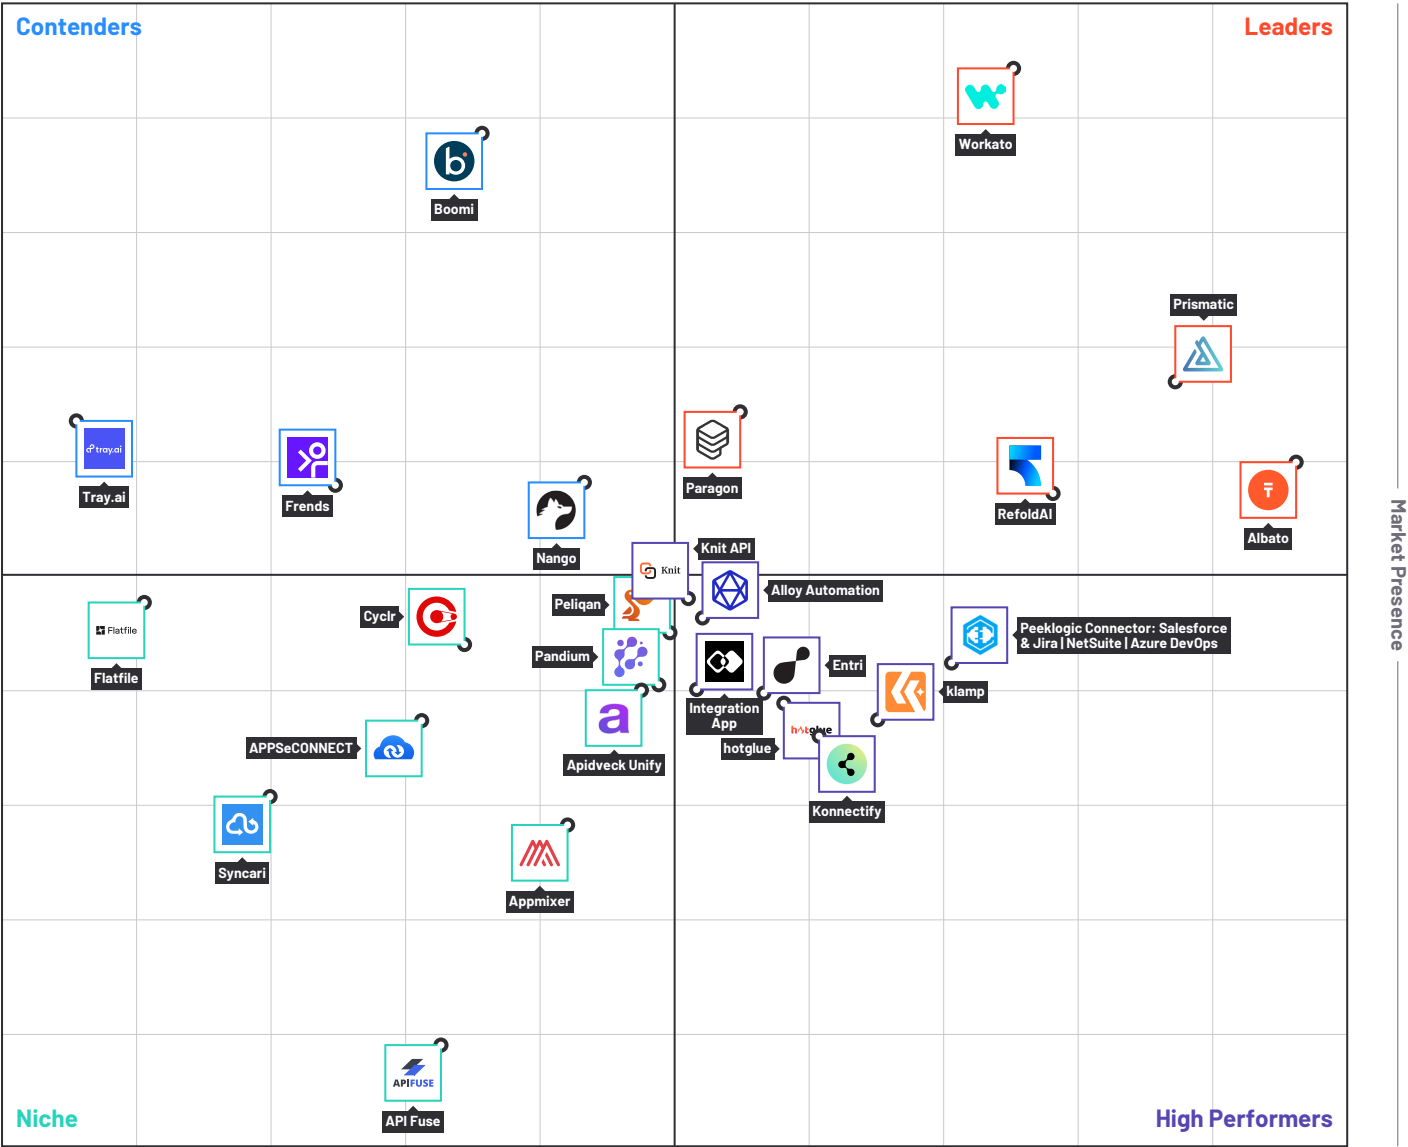 Contenders
Leaders
Workato
b
Boomi
Prismatic
tray.ai
Tray.ai
Frends
Paragon
RefoldAI
Albato
Nango
Knit
Knit API
Market Presence
Alloy Automation
Peliqan
Cyclr
Flatfile
Flatfile
Peeklogic Connector: Salesforce
& Jira | NetSuite | Azure DevOps
Pandium
Entri
klamp
Integration
App
a
Apidveck Unify
hotglue
hotglue
APPSeCONNECT
Konnectify
Syncari
Appmixer
APIFUSE
API Fuse
Niche
High Performers